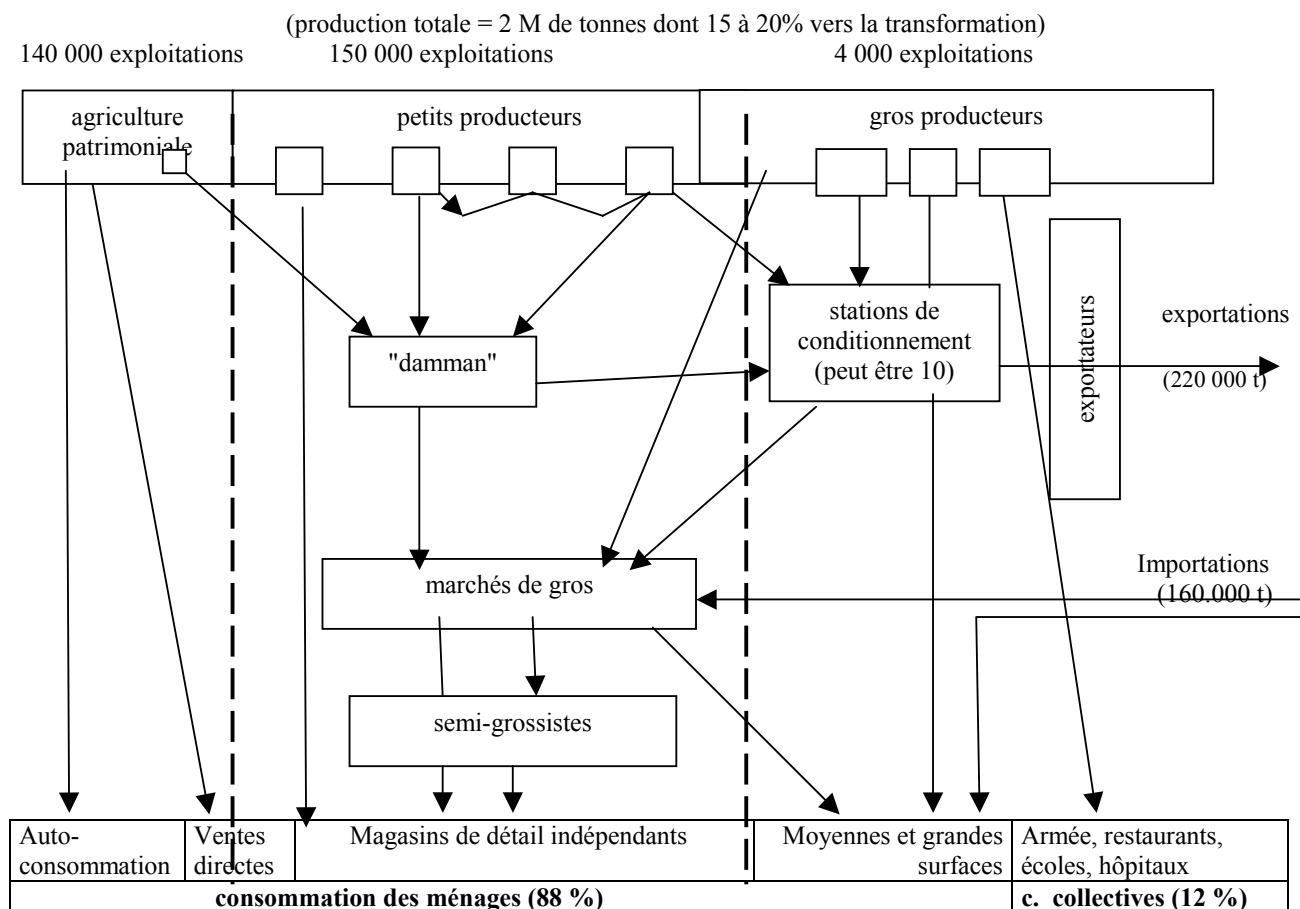 (production totale = 2 M de tonnes dont 15 à 20% vers la transformation)
140 000 exploitations 150 000 exploitations 4 000 exploitations
agriculture
patrimoniale
petits producteurs
gros producteurs
"damman"
stations de
conditionnement
(peut être 10)
exportateurs
exportations
(220 000 t)
marchés de gros
Importations
(160.000 t)
semi-grossistes
Auto-
consommation
Ventes
directes
Magasins de détail indépendants
Moyennes et grandes
surfaces
Armée, restaurants,
écoles, hôpitaux
consommation des ménages (88 %)
c. collectives (12 %)